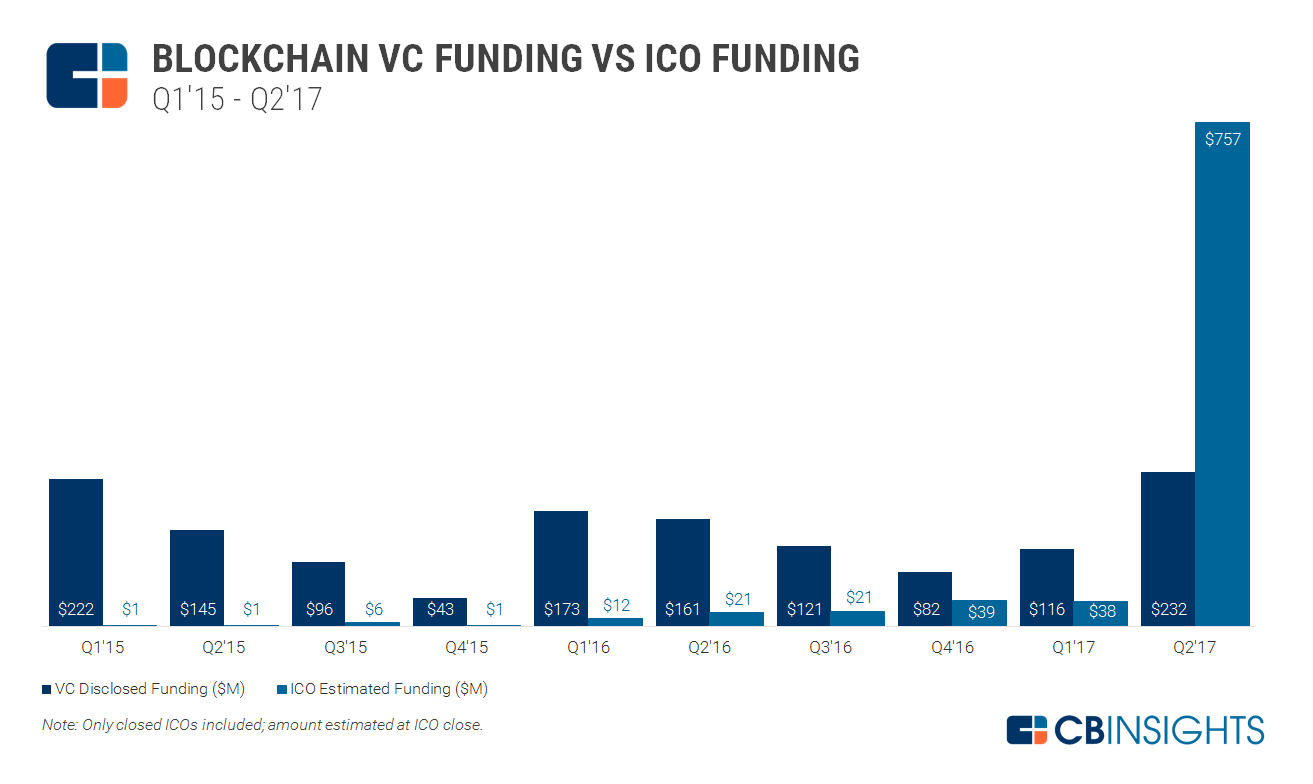 BLOCKCHAIN VC FUNDING VS ICO FUNDING
Q1'15 - Q2'17
$757
$222 $1 $145 $1 $96 $6 $43 $1 $173 $12 $161 $21 $121 $21 $82 $39 $116 $38 $232
Q1'15 Q2'15 Q3'15 Q4'15 Q1'16 Q2'16 Q3'16 Q4'16 Q1'17 Q2'17
VC Disclosed Funding ($M) ICO Estimated Funding ($M)
Note: Only closed ICOs included; amount estimated at ICO close.
CBINSIGHTS